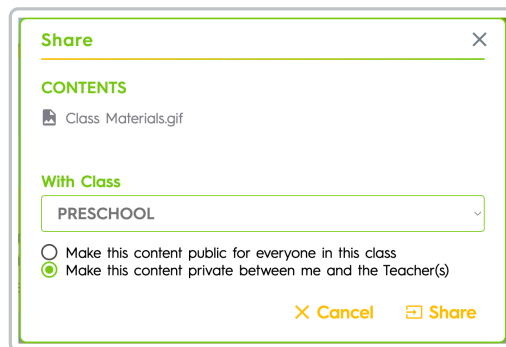 Share
CONTENTS
Class Materials.gif
With Class
PRESCHOOL
Make this content public for everyone in this class
Make this content private between me and the Teacher(s)
Cancel Share